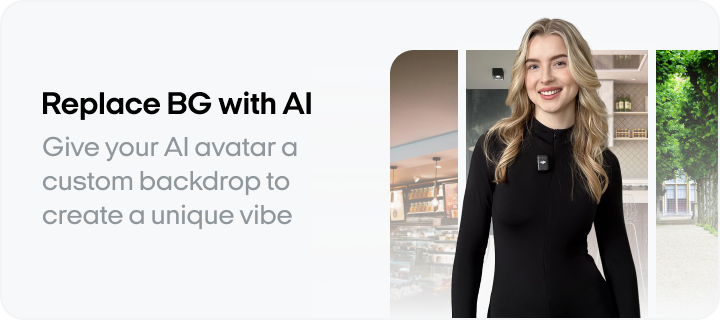 Replace BG with AI
Give your AI avatar a
custom backdrop to
create a unique vibe